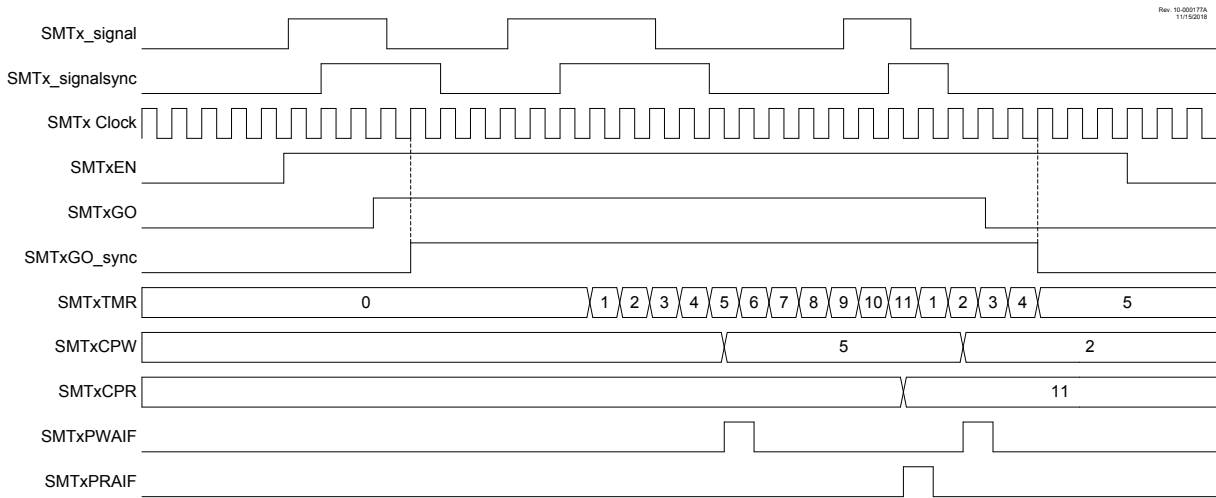 Rev. 10-000177A
11/15/2018
SMTx_signal
SMTx_signalsync
SMTx Clock
SMTxEN
SMTxGO
SMTxGO_sync
SMTxTMR 0 1 2 3 4 5 6 7 8 9 10 11 1 2 3 4 5
SMTxCPW 5 2
SMTxCPR 11
SMTxPWAIF
SMTxPRAIF